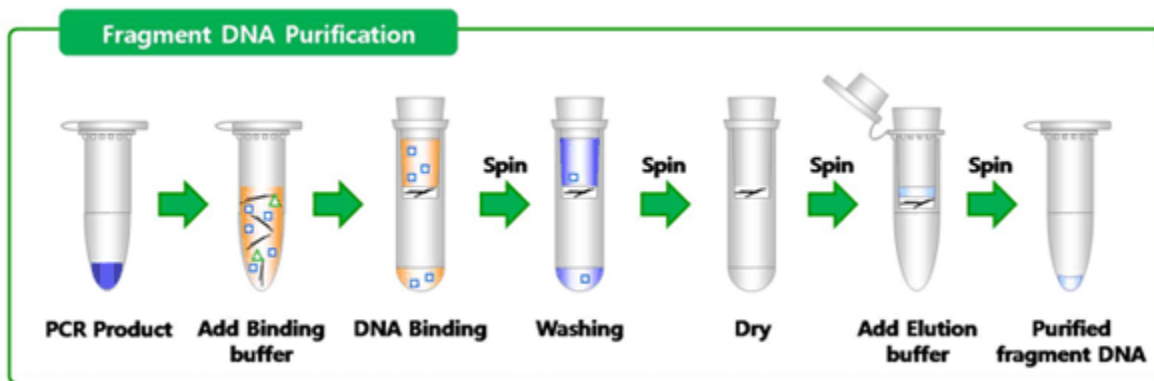 Fragment DNA Purification
Spin
Spin
Spin
Spin
PCR Product
Add Binding
buffer
DNA Binding
Washing
Dry
Add Elution
buffer
Purified
fragment DNA